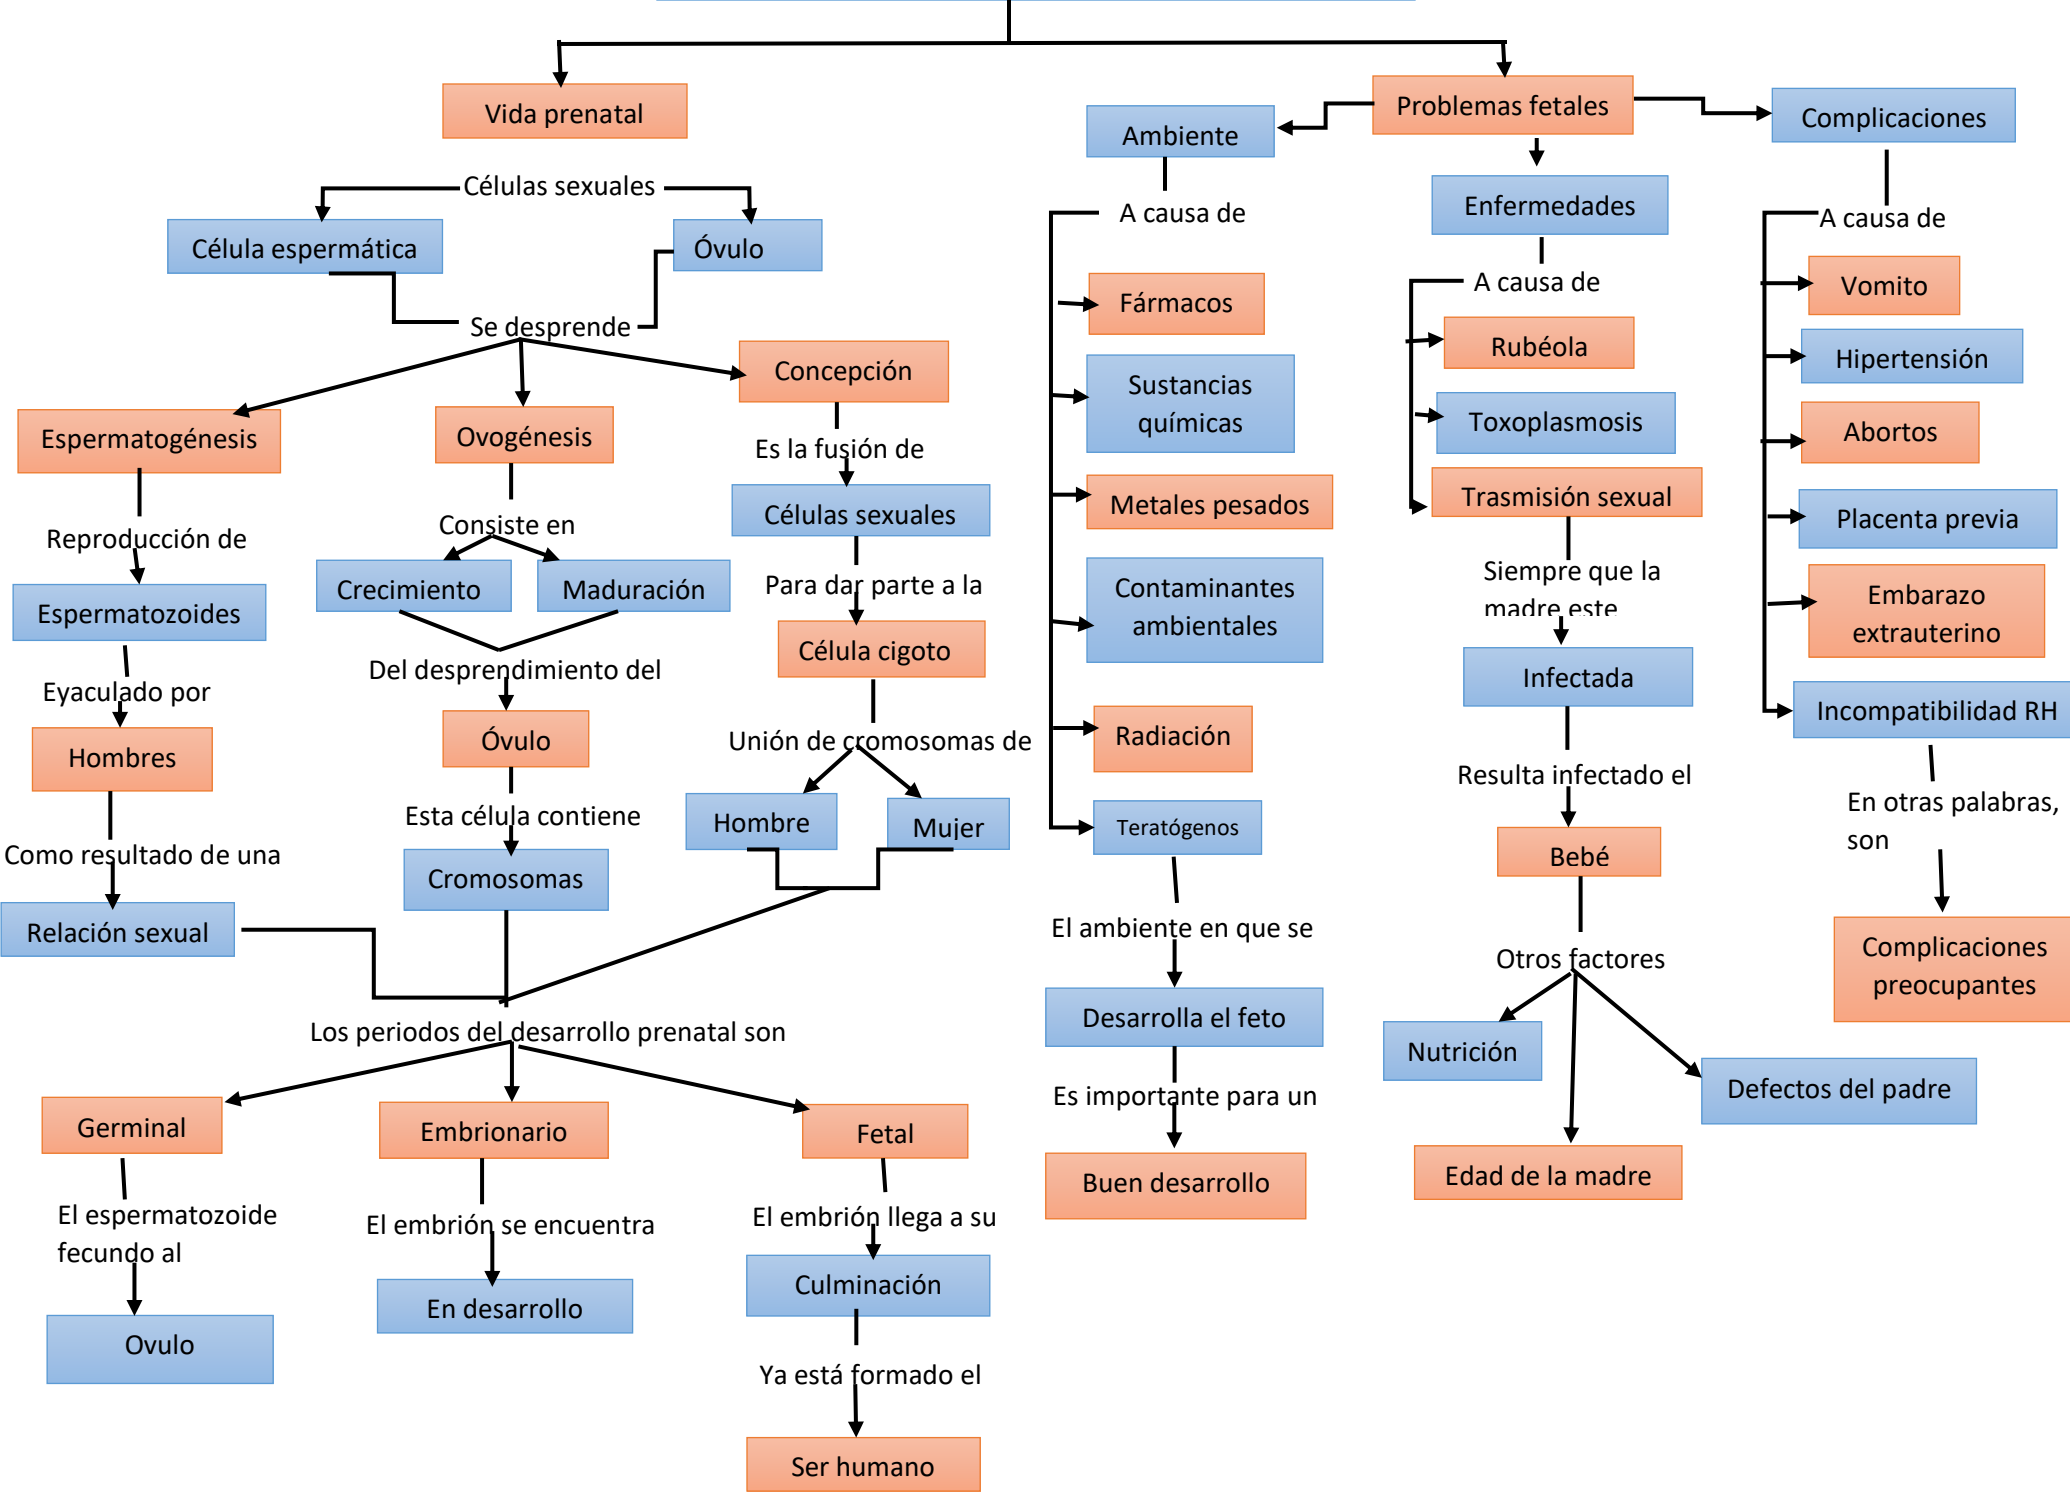 Vida prenatal
Células sexuales
Célula espermática
Óvulo
Se desprende
Espermatogénesis
Reproducción de
Espermatozoides
Eyaculado por
Hombres
Como resultado de una
Relación sexual
Ovogénesis
Consiste en
Crecimiento
Maduración
Del desprendimiento del
Óvulo
Esta célula contiene
Cromosomas
Concepción
Es la fusión de
Células sexuales
Para dar parte a la
Célula cigoto
Unión de cromosomas de
Hombre
Mujer
Los periodos del desarrollo prenatal son
Germinal
El espermatozoide
fecundo al
Ovulo
Embrionario
El embrión se encuentra
En desarrollo
Fetal
El embrión llega a su
Culminación
Ya está formado el
Ser humano
Problemas fetales
Ambiente
A causa de
Fármacos
Sustancias
químicas
Metales pesados
Contaminantes
ambientales
Radiación
Teratógenos
El ambiente en que se
Desarrolla el feto
Es importante para un
Buen desarrollo
Enfermedades
A causa de
Rubéola
Toxoplasmosis
Trasmisión sexual
Siempre que la
madre este
Infectada
Resulta infectado el
Bebé
Otros factores
Nutrición
Edad de la madre
Defectos del padre
Complicaciones
A causa de
Vomito
Hipertensión
Abortos
Placenta previa
Embarazo
extrauterino
Incompatibilidad RH
En otras palabras,
son
Complicaciones
preocupantes